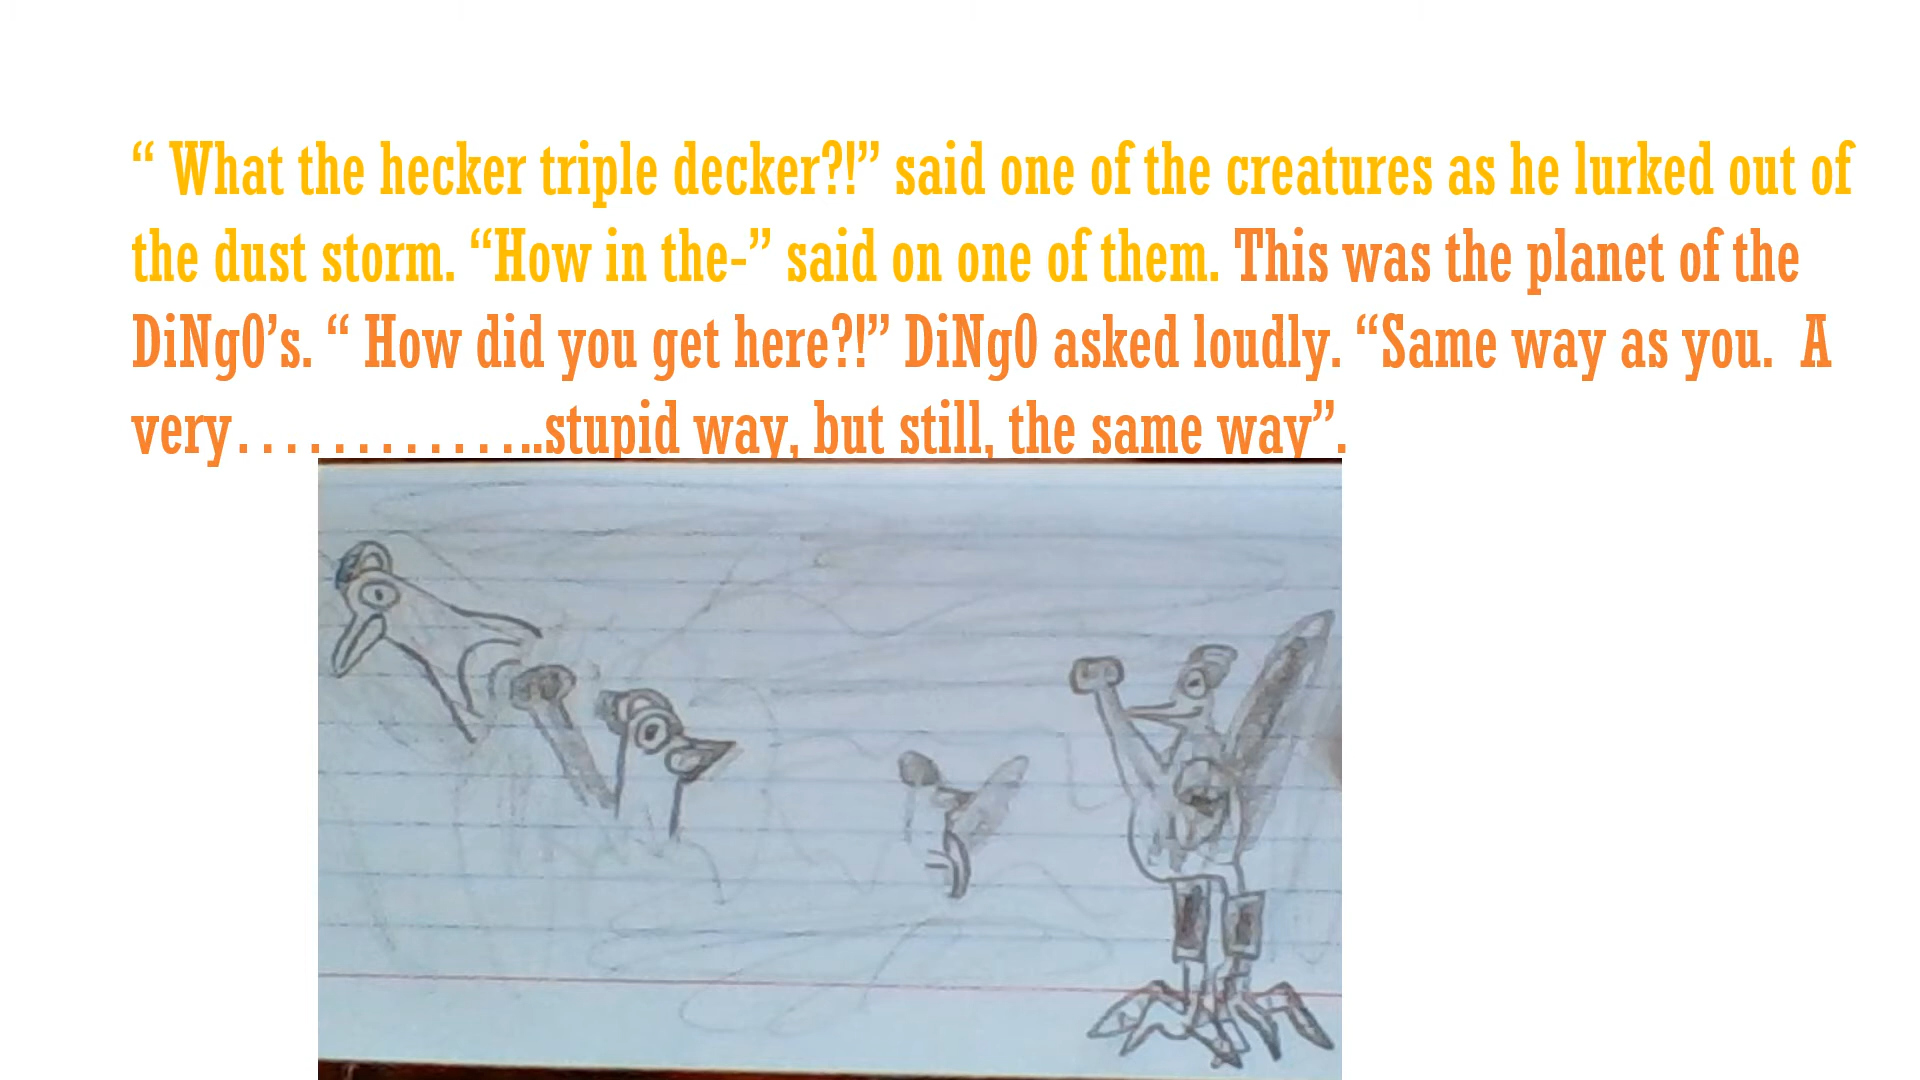 “ What the hecker triple decker?!” said one of the creatures as he lurked out of
the dust storm. “How in the-” said on one of them. This was the planet of the
DiNgO’s. “ How did you get here?!” DiNgO asked loudly. “Same way as you.  A
very…………..stupid way, but still, the same way”.